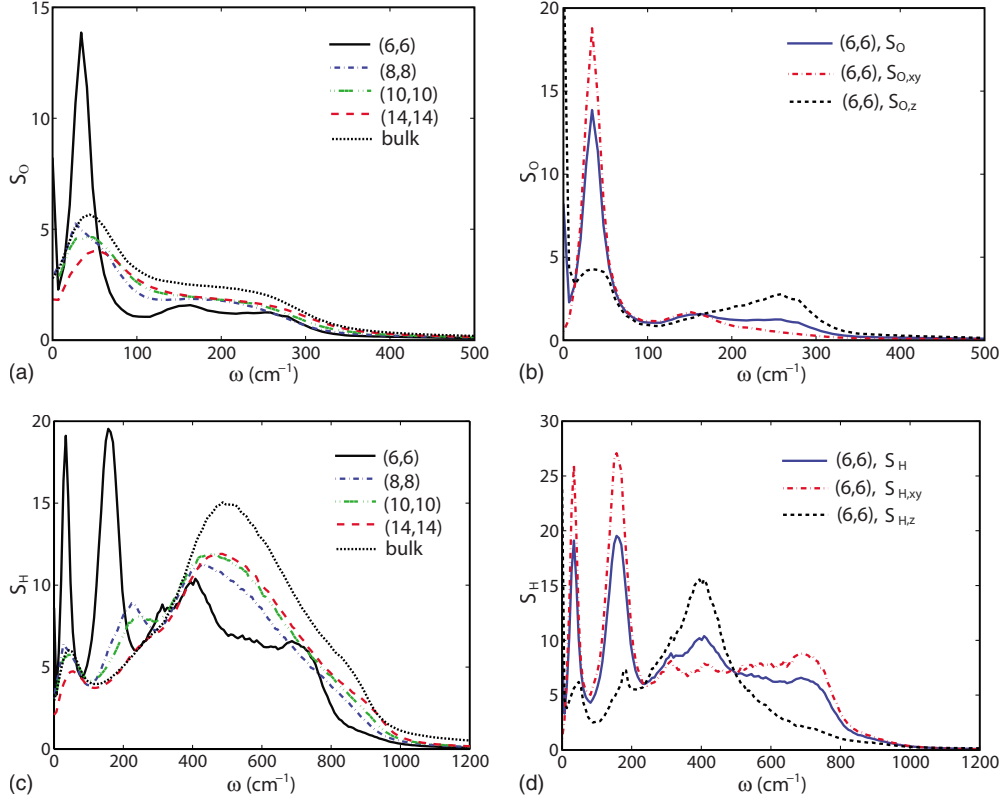 15
10
5
0
S_O
(6,6)
(8,8)
(10,10)
(14,14)
bulk
0 100 200 300 400 500
ω (cm⁻¹)
(a)
20
15
10
5
0
S_O
(6,6), S_O
(6,6), S_O,xy
(6,6), S_O,z
0 100 200 300 400 500
ω (cm⁻¹)
(b)
20
15
10
5
0
S_H
(6,6)
(8,8)
(10,10)
(14,14)
bulk
0 200 400 600 800 1000 1200
ω (cm⁻¹)
(c)
30
25
20
15
10
5
0
S_H
(6,6), S_H
(6,6), S_H,xy
(6,6), S_H,z
0 200 400 600 800 1000 1200
ω (cm⁻¹)
(d)